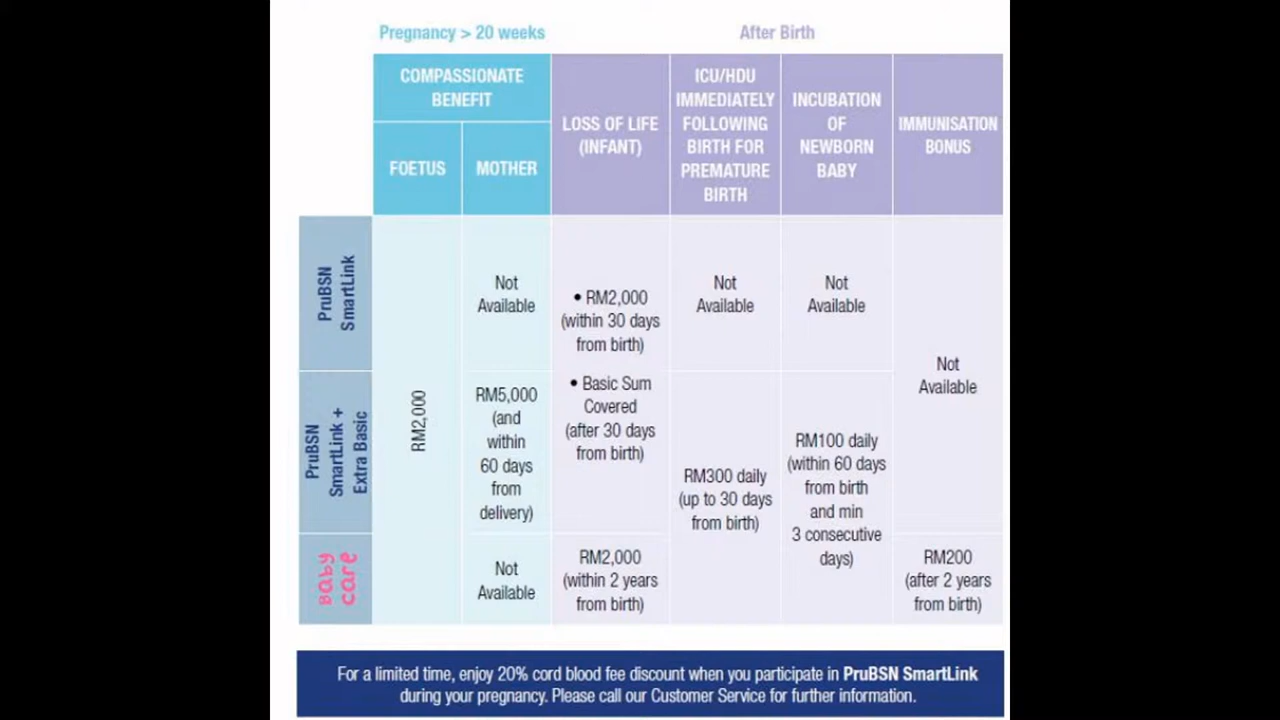 Pregnancy > 20 weeks
After Birth
COMPASSIONATE
BENEFIT
FOETUS
MOTHER
LOSS OF LIFE
(INFANT)
ICU/HDU
IMMEDIATELY
FOLLOWING
BIRTH FOR
PREMATURE
BIRTH
INCUBATION
OF
NEWBORN
BABY
IMMUNISATION
BONUS
PruBSN
SmartLink
PruBSN
SmartLink +
Extra Basic
Baby
care
RM2,000
Not
Available
RM5,000
(and
within
60 days
from
delivery)
Not
Available
• RM2,000
(within 30 days
from birth)
• Basic Sum
Covered
(after 30 days
from birth)
RM2,000
(within 2 years
from birth)
Not
Available
RM300 daily
(up to 30 days
from birth)
Not
Available
RM100 daily
(within 60 days
from birth
and min
3 consecutive
days)
Not
Available
RM200
(after 2 years
from birth)
For a limited time, enjoy 20% cord blood fee discount when you participate in PruBSN SmartLink
during your pregnancy. Please call our Customer Service for further information.